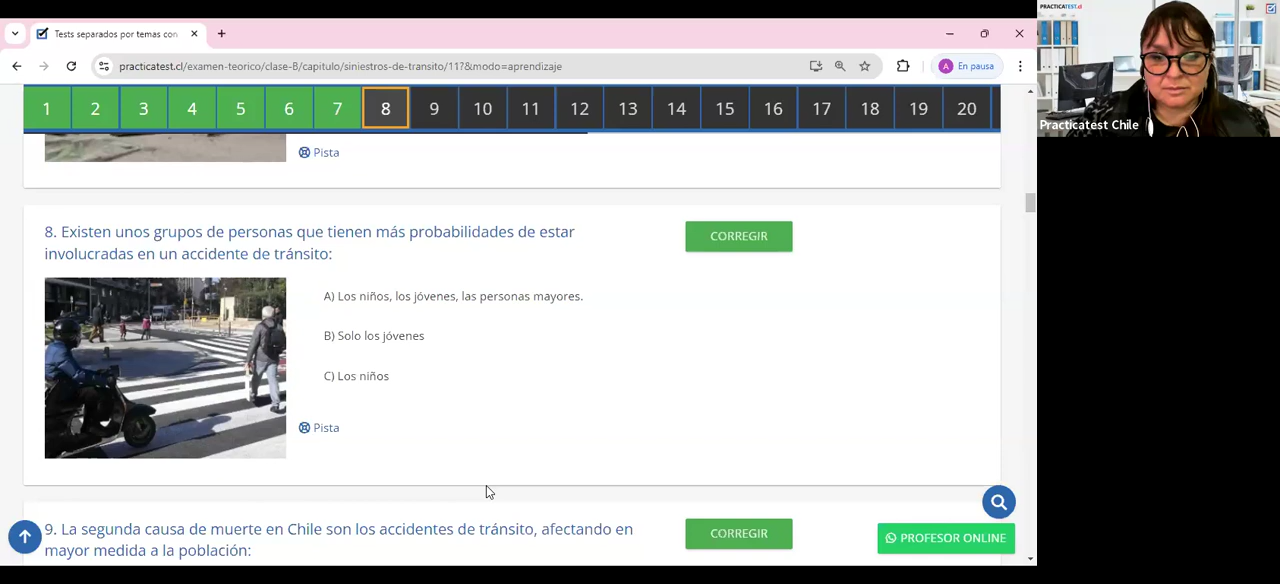 Tests separados por temas con
practicatest.cl/examen-teorico/clase-B/capitulo/siniestros-de-transito/117&modo=aprendizaje
A En pausa
1 2 3 4 5 6 7 8 9 10 11 12 13 14 15 16 17 18 19 20
Pista
8. Existen unos grupos de personas que tienen más probabilidades de estar
involucradas en un accidente de tránsito:
CORREGIR
A) Los niños, los jóvenes, las personas mayores.
B) Solo los jóvenes
C) Los niños
Pista
9. La segunda causa de muerte en Chile son los accidentes de tránsito, afectando en
mayor medida a la población:
CORREGIR
PROFESOR ONLINE
PRACTICATEST.cl
Practicatest Chile